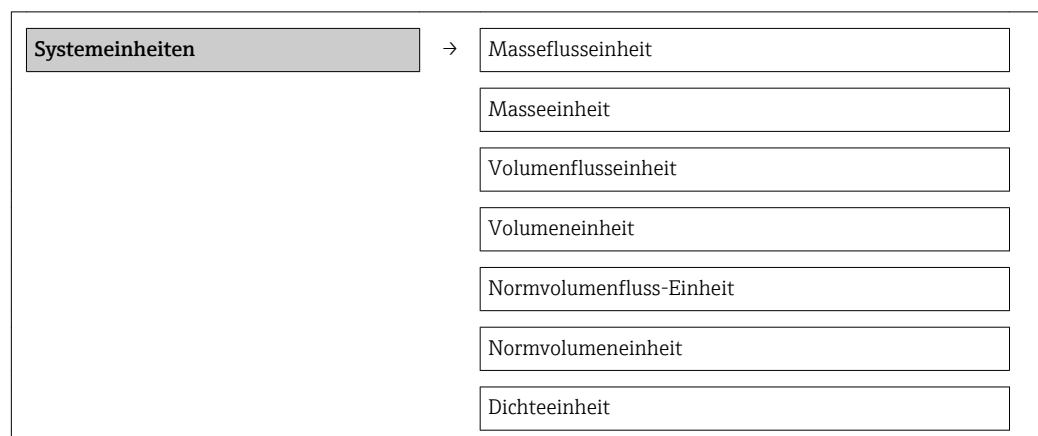 Systemeinheiten → Masseflusseinheit
Masseeinheit
Volumenflusseinheit
Volumeneinheit
Normvolumenfluss-Einheit
Normvolumeneinheit
Dichteeinheit